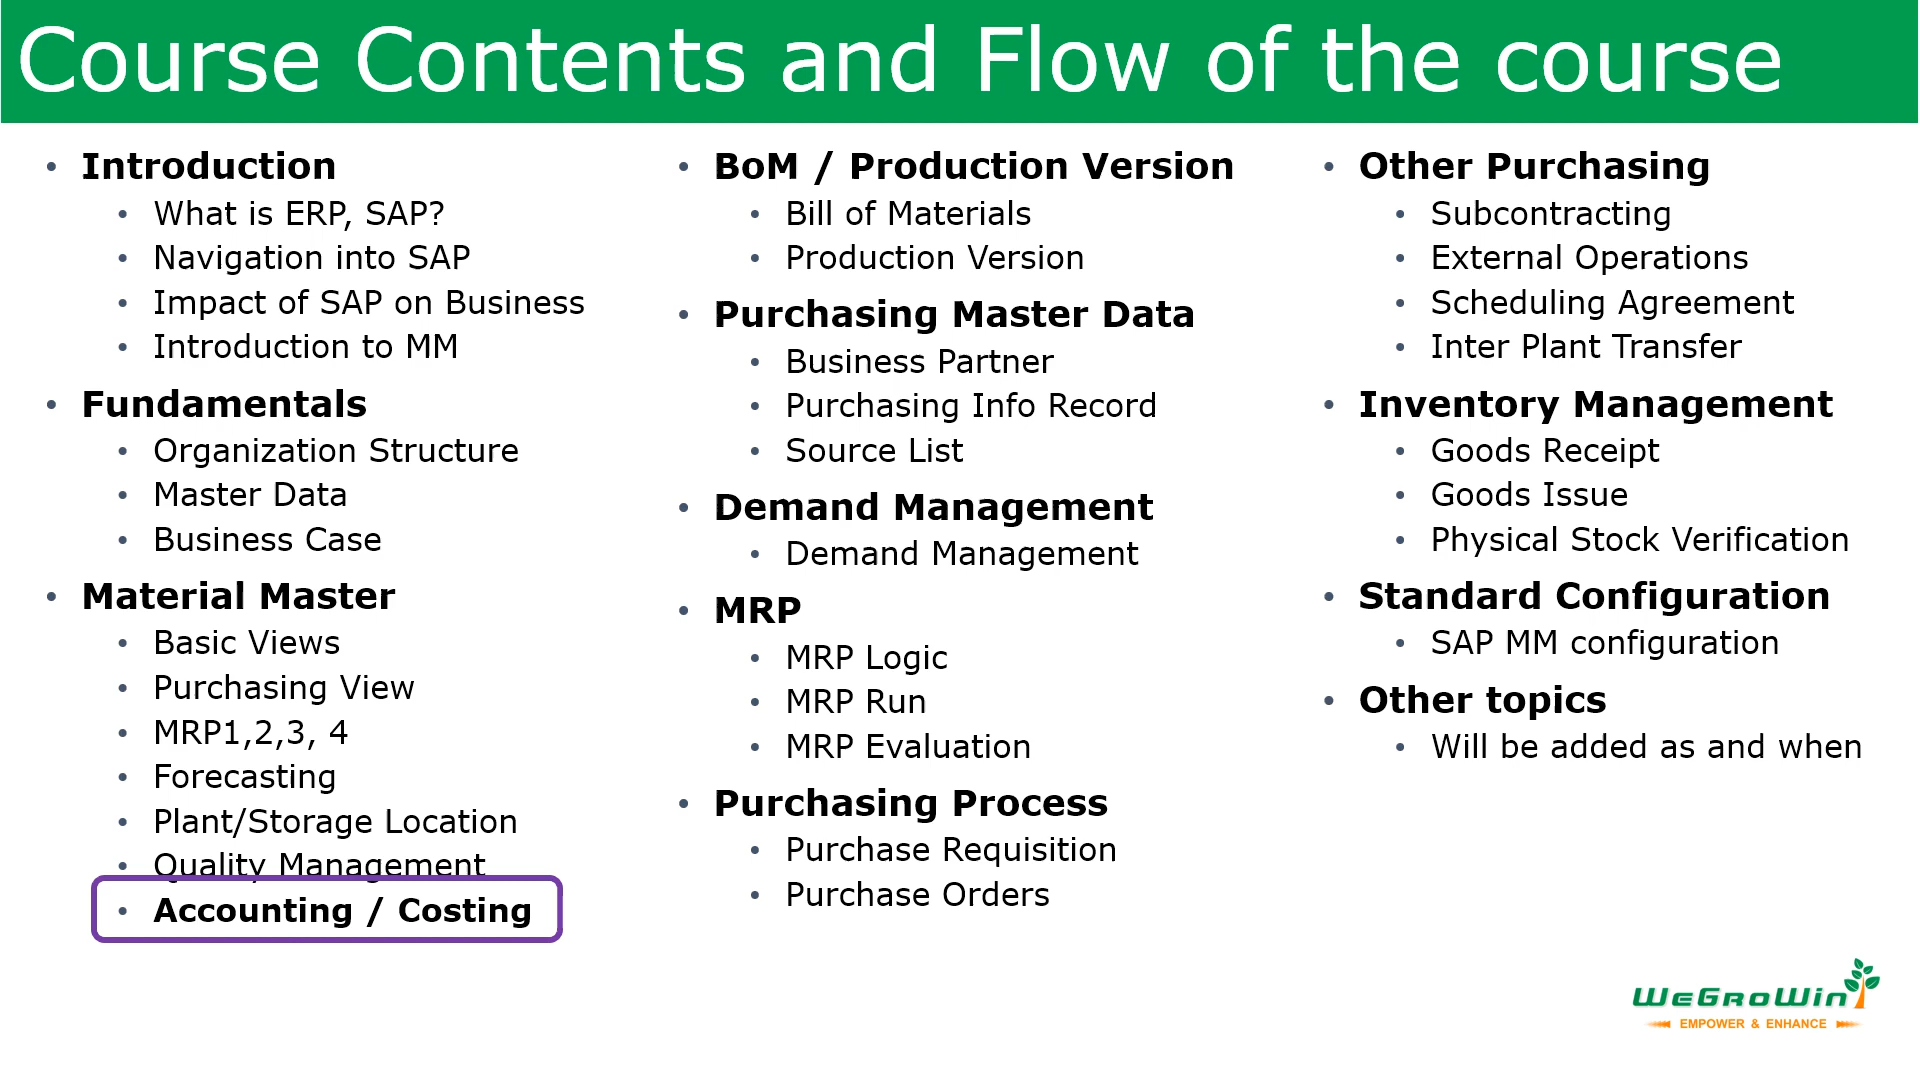 Course Contents and Flow of the course
• Introduction
• What is ERP, SAP?
• Navigation into SAP
• Impact of SAP on Business
• Introduction to MM
• Fundamentals
• Organization Structure
• Master Data
• Business Case
• Material Master
• Basic Views
• Purchasing View
• MRP1,2,3, 4
• Forecasting
• Plant/Storage Location
• Quality Management
• Accounting / Costing
• BoM / Production Version
• Bill of Materials
• Production Version
• Purchasing Master Data
• Business Partner
• Purchasing Info Record
• Source List
• Demand Management
• Demand Management
• MRP
• MRP Logic
• MRP Run
• MRP Evaluation
• Purchasing Process
• Purchase Requisition
• Purchase Orders
• Other Purchasing
• Subcontracting
• External Operations
• Scheduling Agreement
• Inter Plant Transfer
• Inventory Management
• Goods Receipt
• Goods Issue
• Physical Stock Verification
• Standard Configuration
• SAP MM configuration
• Other topics
• Will be added as and when
WeGroWin
EMPOWER & ENHANCE